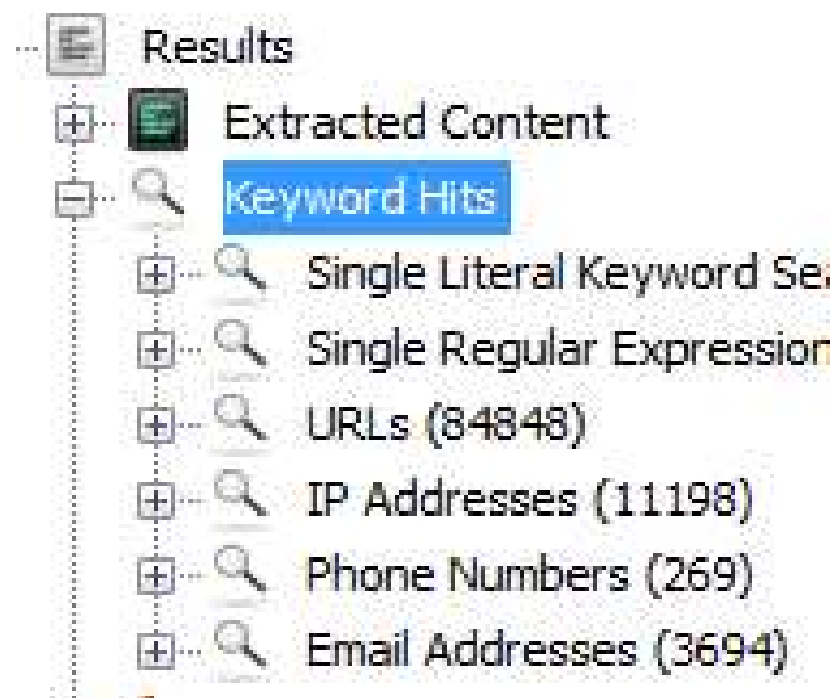 Results
Extracted Content
Keyword Hits
Single Literal Keyword Sea
Single Regular Expression
URLs (84848)
IP Addresses (11198)
Phone Numbers (269)
Email Addresses (3694)